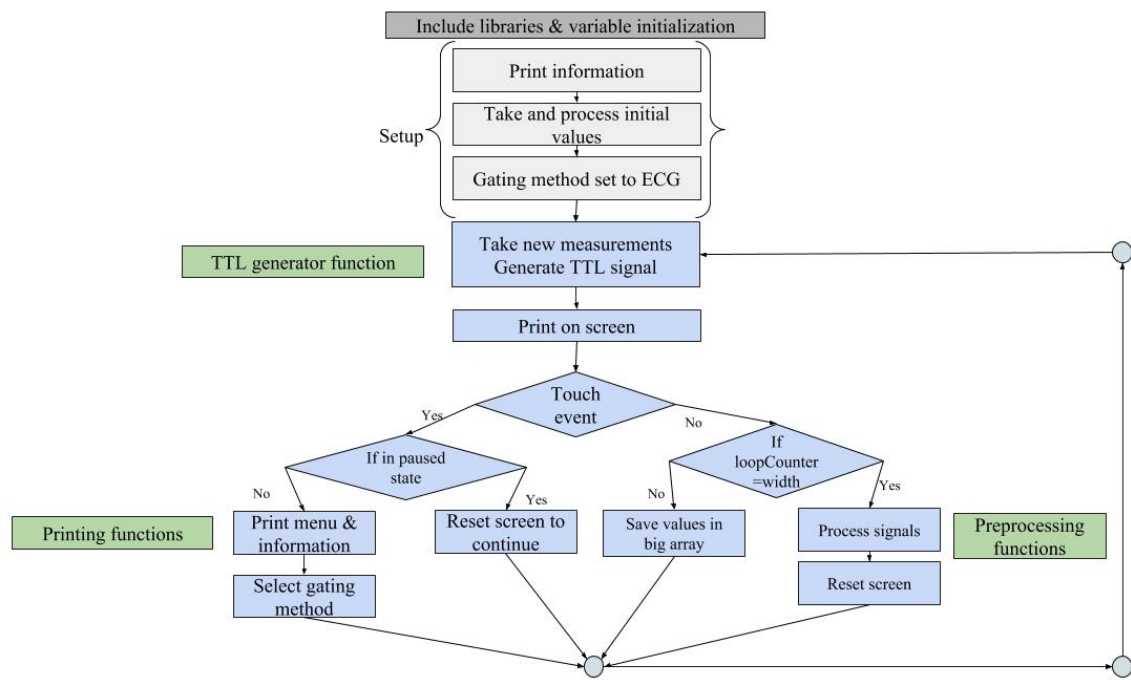 Include libraries & variable initialization
Print information
Setup
Take and process initial
values
Gating method set to ECG
TTL generator function
Take new measurements
Generate TTL signal
Print on screen
Touch
event
Yes
No
If in paused
state
If
loopCounter
=width
No
Yes
No
Yes
Printing functions
Print menu &
information
Reset screen to
continue
Save values in
big array
Process signals
Preprocessing
functions
Select gating
method
Reset screen